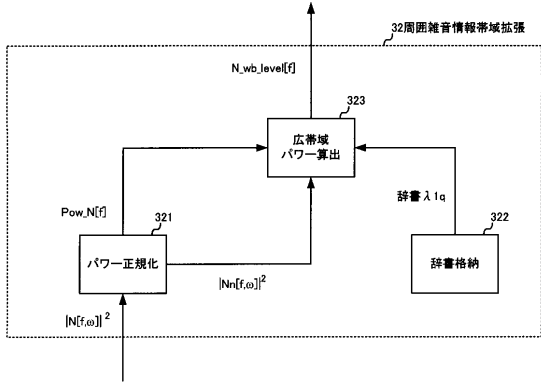 32周囲雑音情報帯域拡張
N_wb_level[f]
323
広帯域
パワー算出
Pow_N[f]
321
パワー正規化
辞書λ1q
322
辞書格納
|Nn[f,ω]|²
|N[f,ω]|²